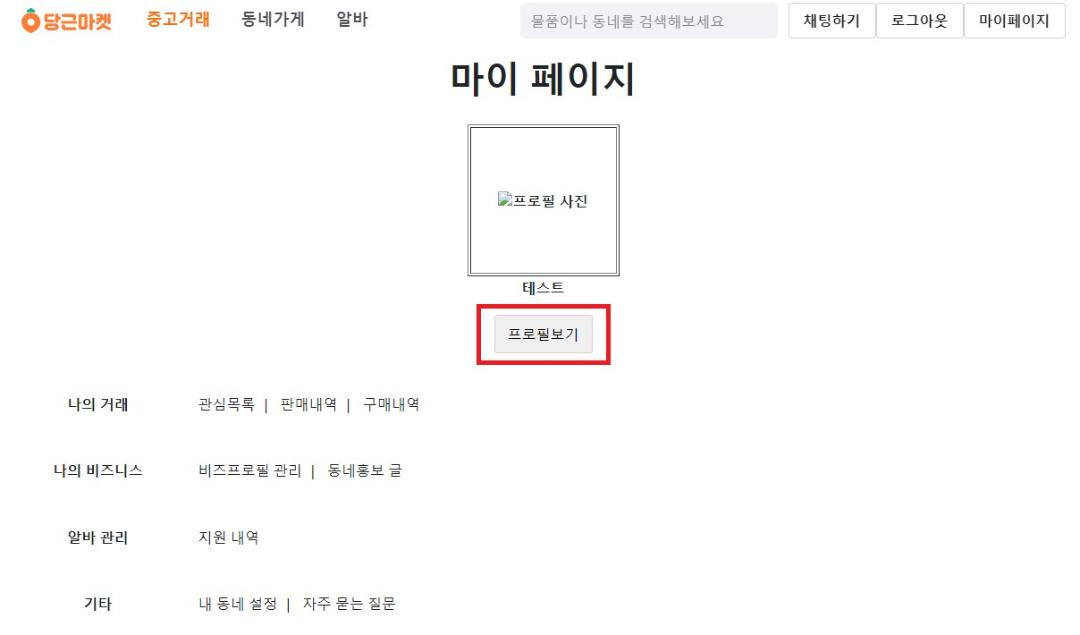 당근마켓 중고거래 동네가게 알바 물품이나 동네를 검색해보세요 채팅하기 로그아웃 마이페이지
마이 페이지
프로필 사진
테스트
프로필보기
나의 거래 관심목록 | 판매내역 | 구매내역
나의 비즈니스 비즈프로필 관리 | 동네홍보 글
알바 관리 지원 내역
기타 내 동네 설정 | 자주 묻는 질문